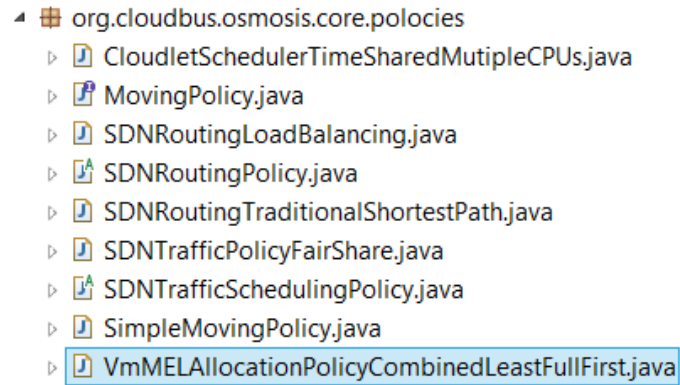 org.cloudbus.osmosis.core.polocies
CloudletSchedulerTimeSharedMutipleCPUs.java
MovingPolicy.java
SDNRoutingLoadBalancing.java
SDNRoutingPolicy.java
SDNRoutingTraditionalShortestPath.java
SDNTrafficPolicyFairShare.java
SDNTrafficSchedulingPolicy.java
SimpleMovingPolicy.java
VmMELAllocationPolicyCombinedLeastFullFirst.java